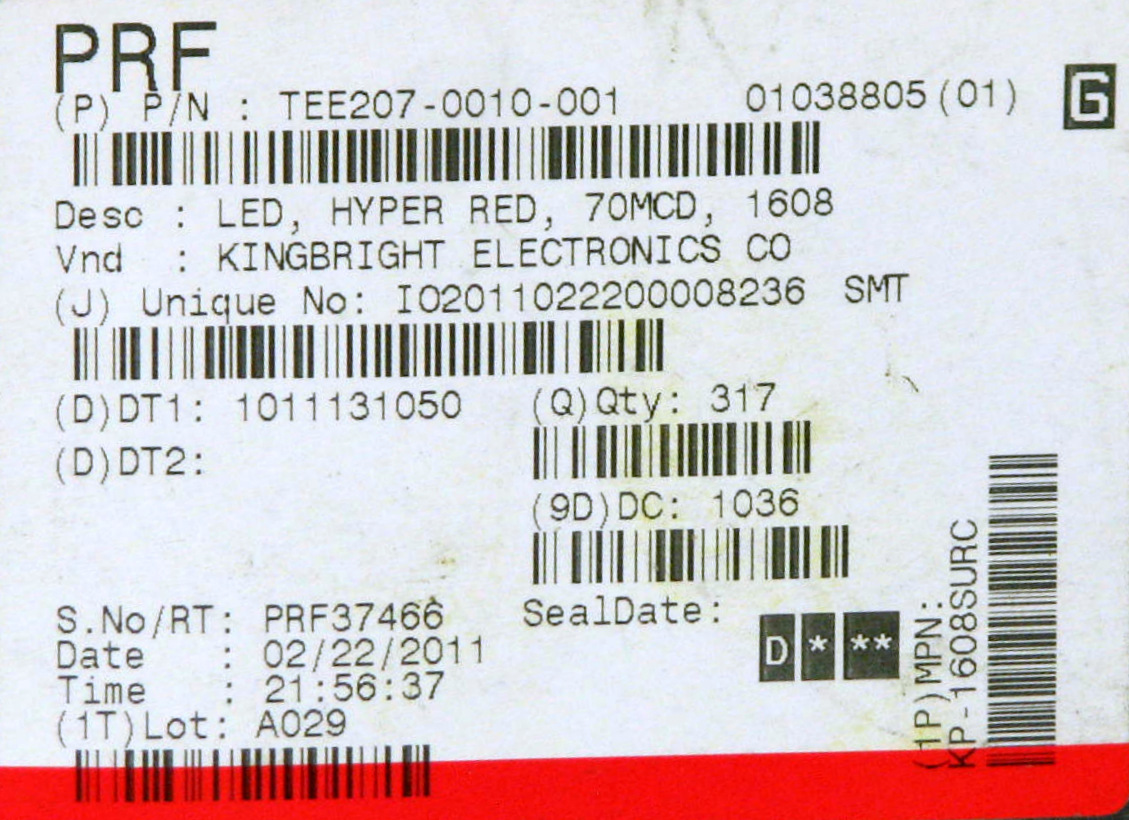 PRF
(P) P/N : TEE207-0010-001 01038805(01) G
Desc : LED, HYPER RED, 70MCD, 1608
Vnd : KINGBRIGHT ELECTRONICS CO
(J) Unique No: IO2011022200008236 SMT
(D)DT1: 1011131050 (Q)Qty: 317
(D)DT2:
(9D)DC: 1036
S.No/RT: PRF37466 SealDate:
Date : 02/22/2011 D * **
Time : 21:56:37
(1T)Lot: A029
(1P)MPN:
KP-1608SURC